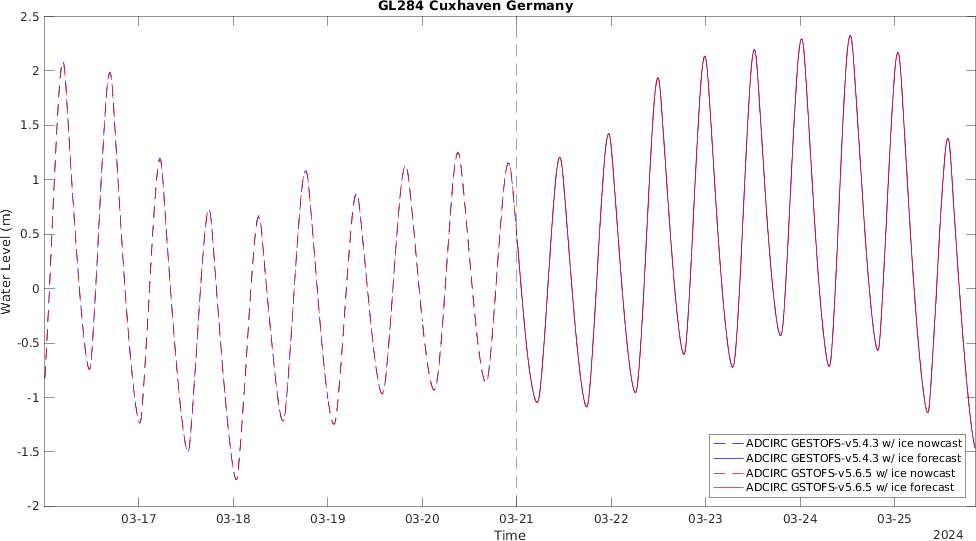 GL284 Cuxhaven Germany
2.5
2
1.5
1
0.5
0
-0.5
-1
-1.5
-2
Water Level (m)
ADCIRC GESTOFS-v5.4.3 w/ ice nowcast
ADCIRC GESTOFS-v5.4.3 w/ ice forecast
ADCIRC GSTOFS-v5.6.5 w/ ice nowcast
ADCIRC GSTOFS-v5.6.5 w/ ice forecast
03-17 03-18 03-19 03-20 03-21 03-22 03-23 03-24 03-25
Time
2024